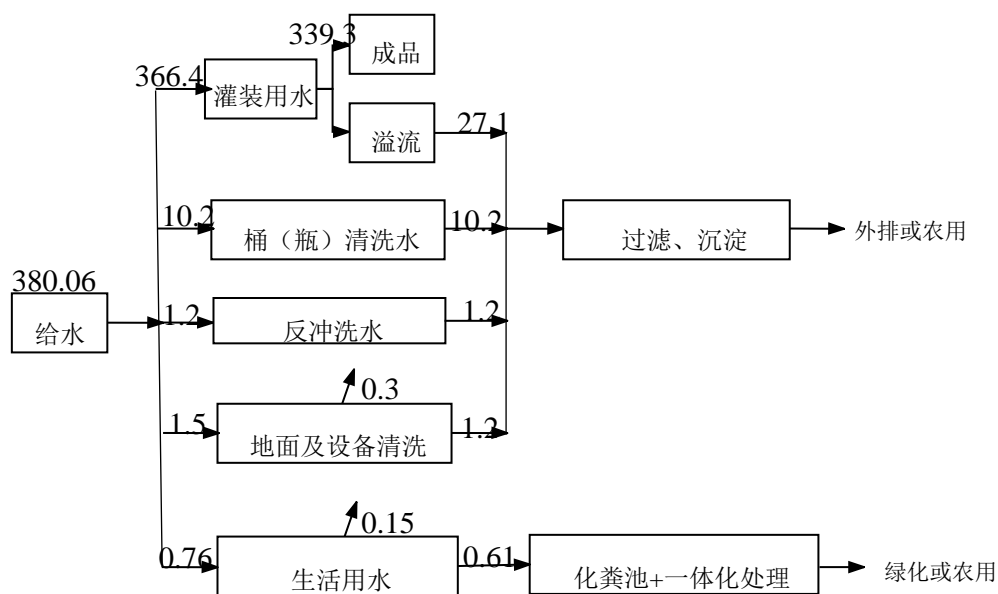 339.3
成品
366.4
灌装用水
溢流
27.1
10.2
桶（瓶）清洗水
10.2
过滤、沉淀
外排或农用
380.06
给水
1.2
反冲洗水
1.2
0.3
1.5
地面及设备清洗
1.2
0.15
0.76
生活用水
0.61
化粪池+一体化处理
绿化或农用